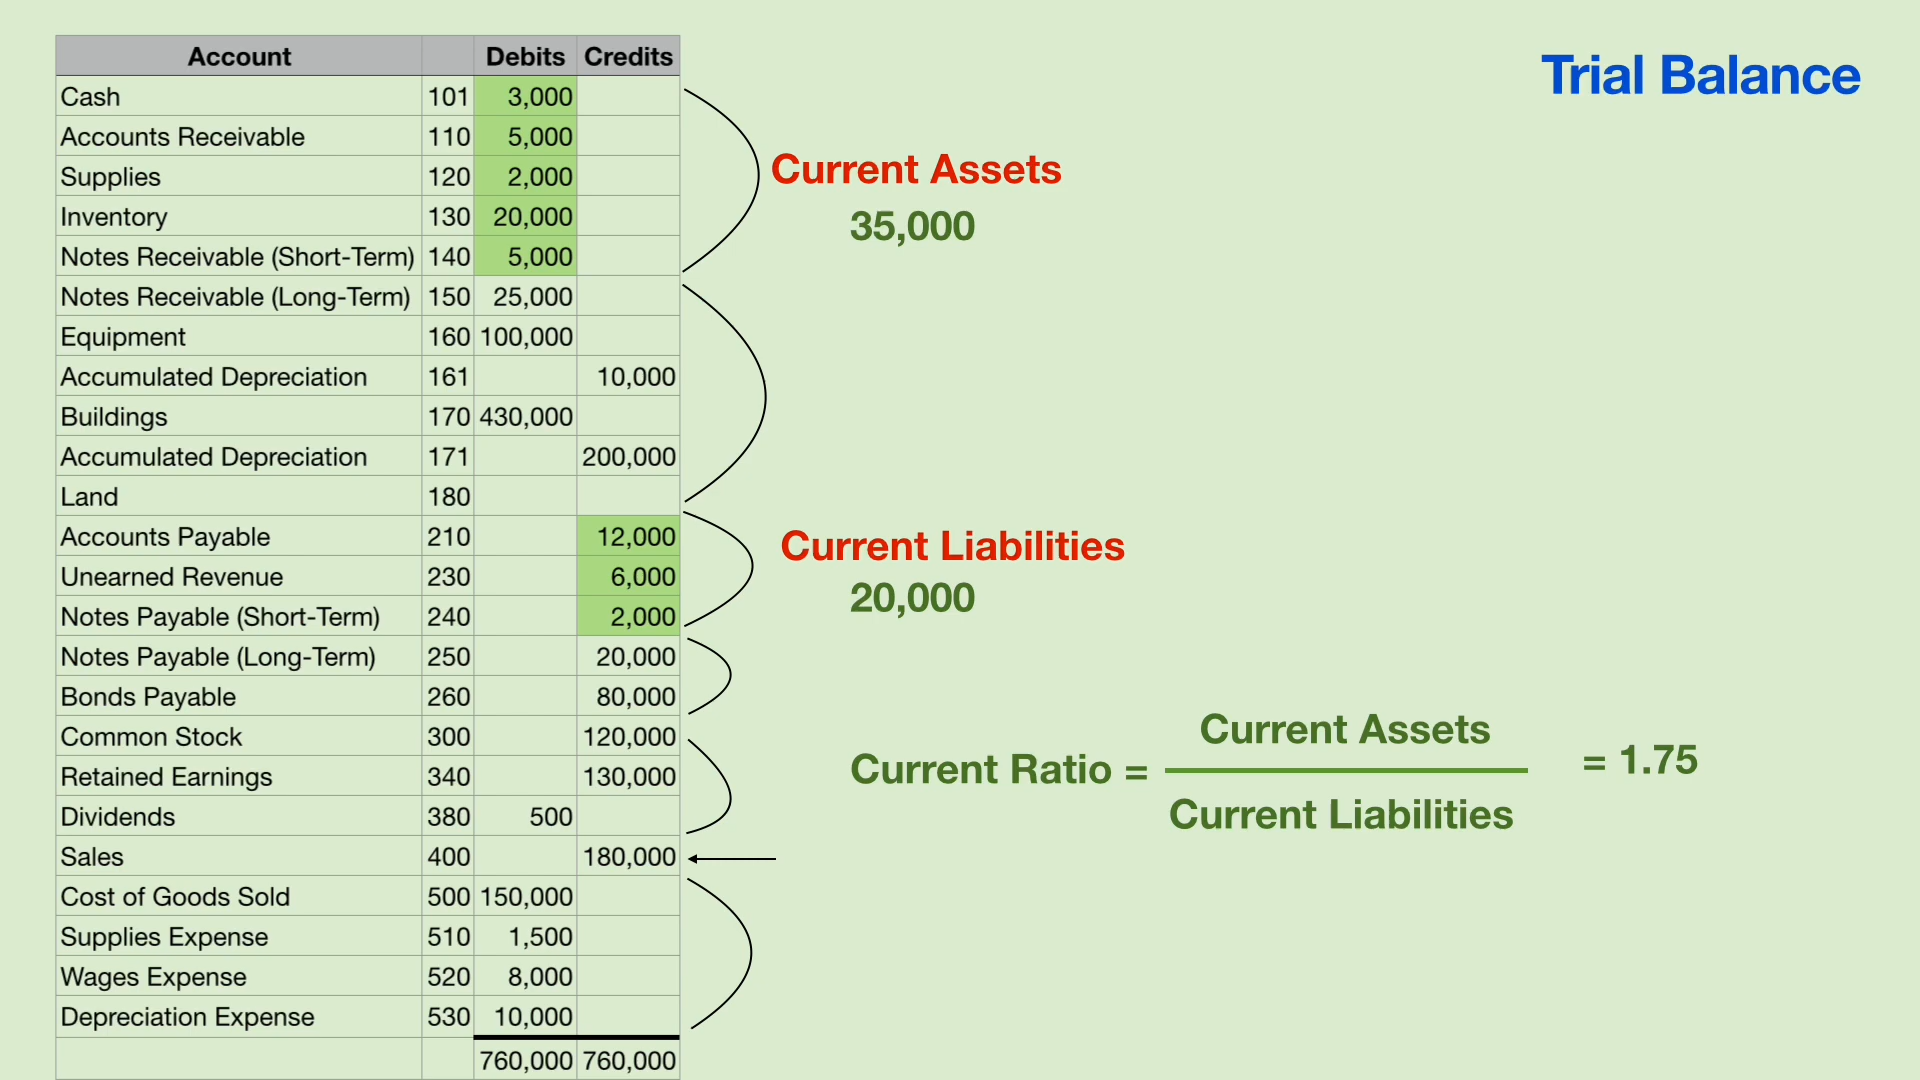 Trial Balance
Account Debits Credits
Cash 101 3,000
Accounts Receivable 110 5,000
Supplies 120 2,000
Inventory 130 20,000
Notes Receivable (Short-Term) 140 5,000
Notes Receivable (Long-Term) 150 25,000
Equipment 160 100,000
Accumulated Depreciation 161 10,000
Buildings 170 430,000
Accumulated Depreciation 171 200,000
Land 180
Accounts Payable 210 12,000
Unearned Revenue 230 6,000
Notes Payable (Short-Term) 240 2,000
Notes Payable (Long-Term) 250 20,000
Bonds Payable 260 80,000
Common Stock 300 120,000
Retained Earnings 340 130,000
Dividends 380 500
Sales 400 180,000
Cost of Goods Sold 500 150,000
Supplies Expense 510 1,500
Wages Expense 520 8,000
Depreciation Expense 530 10,000
760,000 760,000
Current Assets
35,000
Current Liabilities
20,000
Current Assets
Current Ratio = = 1.75
Current Liabilities